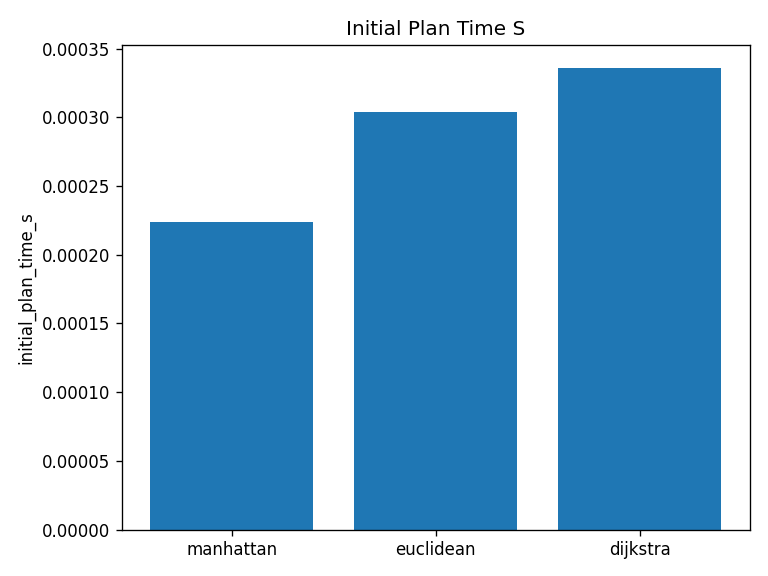 Initial Plan Time S
initial_plan_time_s
0.00035
0.00030
0.00025
0.00020
0.00015
0.00010
0.00005
0.00000
manhattan
euclidean
dijkstra